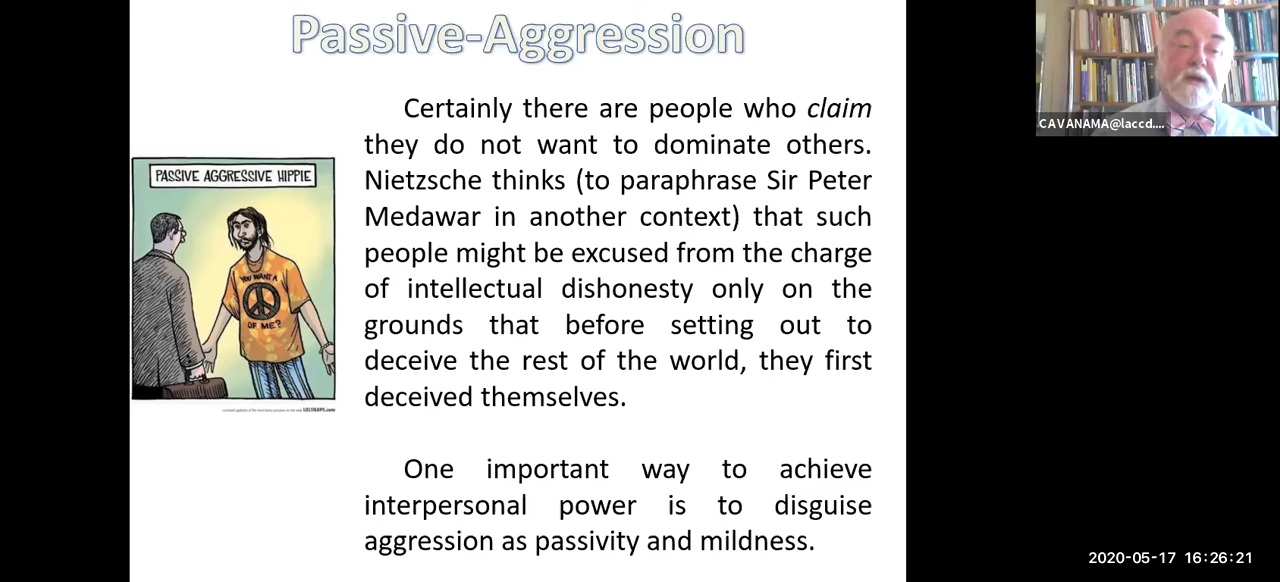 Passive-Aggression
CAVANAMA@laccd....
Certainly there are people who claim
they do not want to dominate others.
Nietzsche thinks (to paraphrase Sir Peter
Medawar in another context) that such
people might be excused from the charge
of intellectual dishonesty only on the
grounds that before setting out to
deceive the rest of the world, they first
deceived themselves.
PASSIVE AGGRESSIVE HIPPIE
YOU WANT A
OF ME?
LOLSNAPS.com
One important way to achieve
interpersonal power is to disguise
aggression as passivity and mildness.
2020-05-17 16:26:21